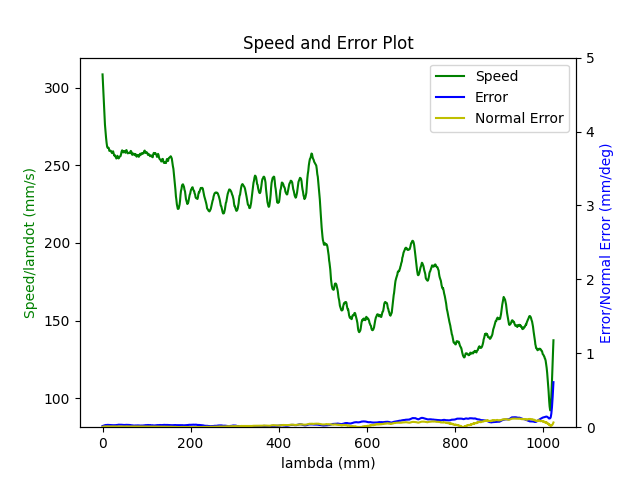 Speed and Error Plot
Speed/lamdot (mm/s)
300
250
200
150
100
Speed
Error
Normal Error
5
4
3
2
1
0
Error/Normal Error (mm/deg)
0 200 400 600 800 1000
lambda (mm)